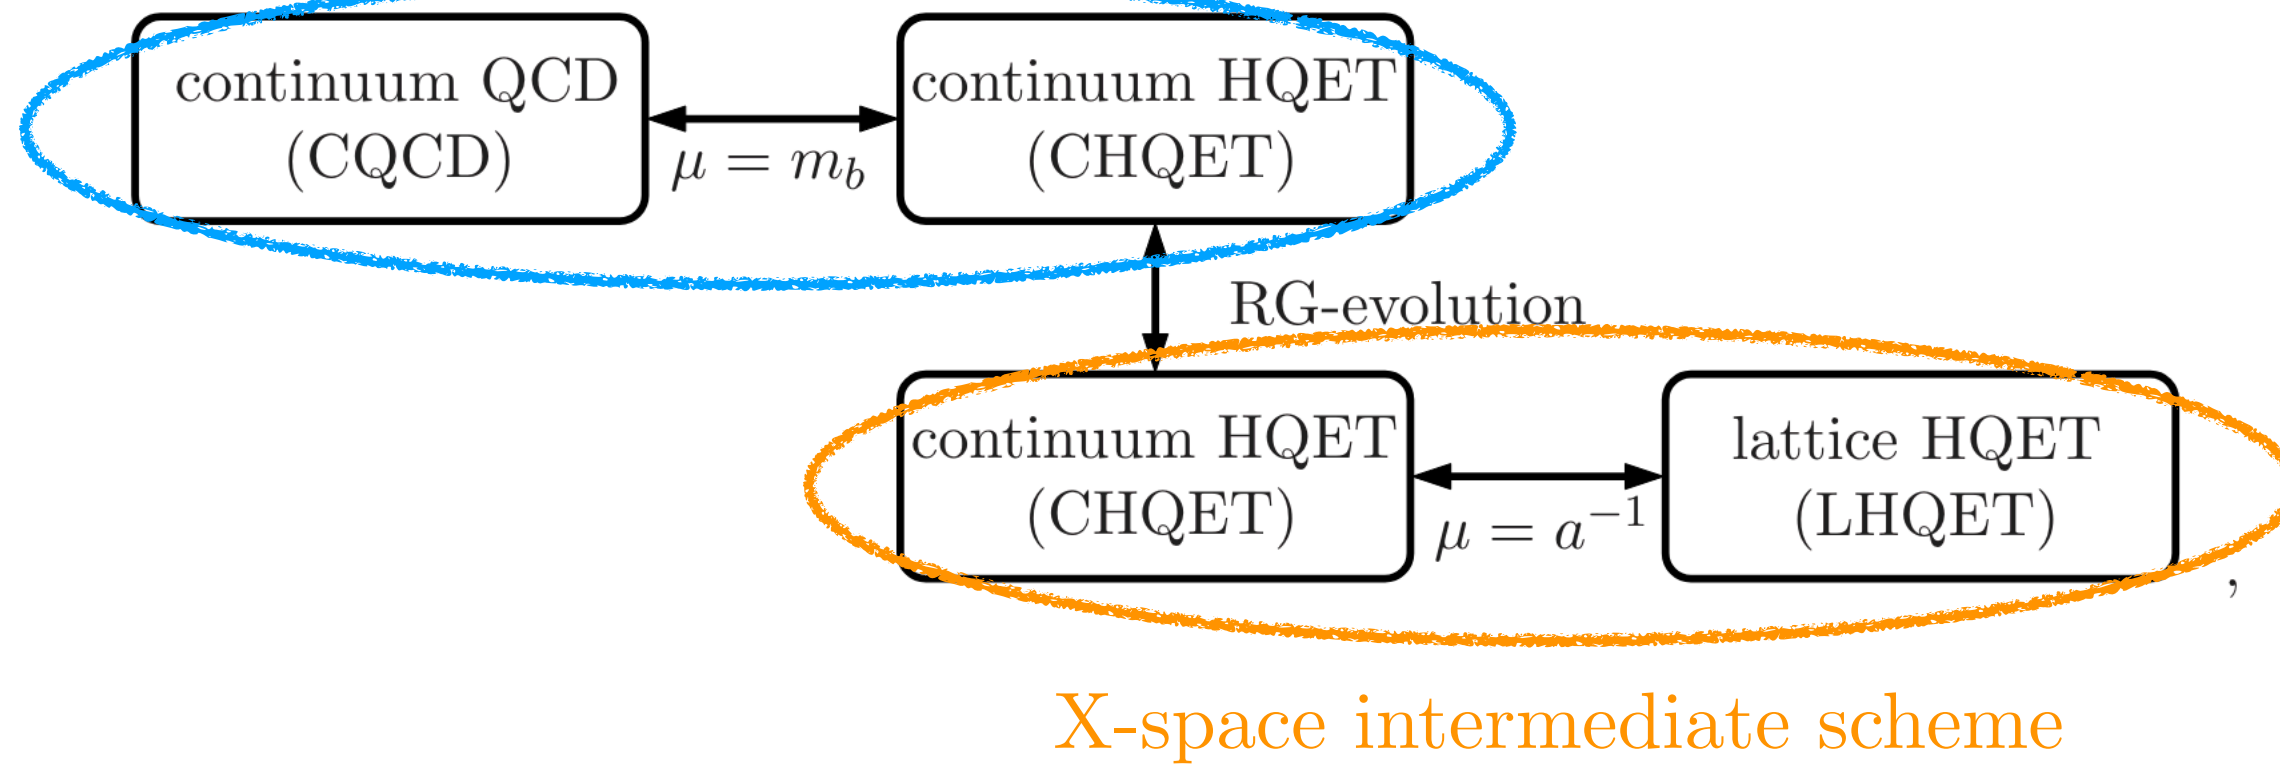 continuum QCD
(CQCD)
μ = m_b
continuum HQET
(CHQET)
RG-evolution
continuum HQET
(CHQET)
μ = a⁻¹
lattice HQET
(LHQET)
,
X-space intermediate scheme